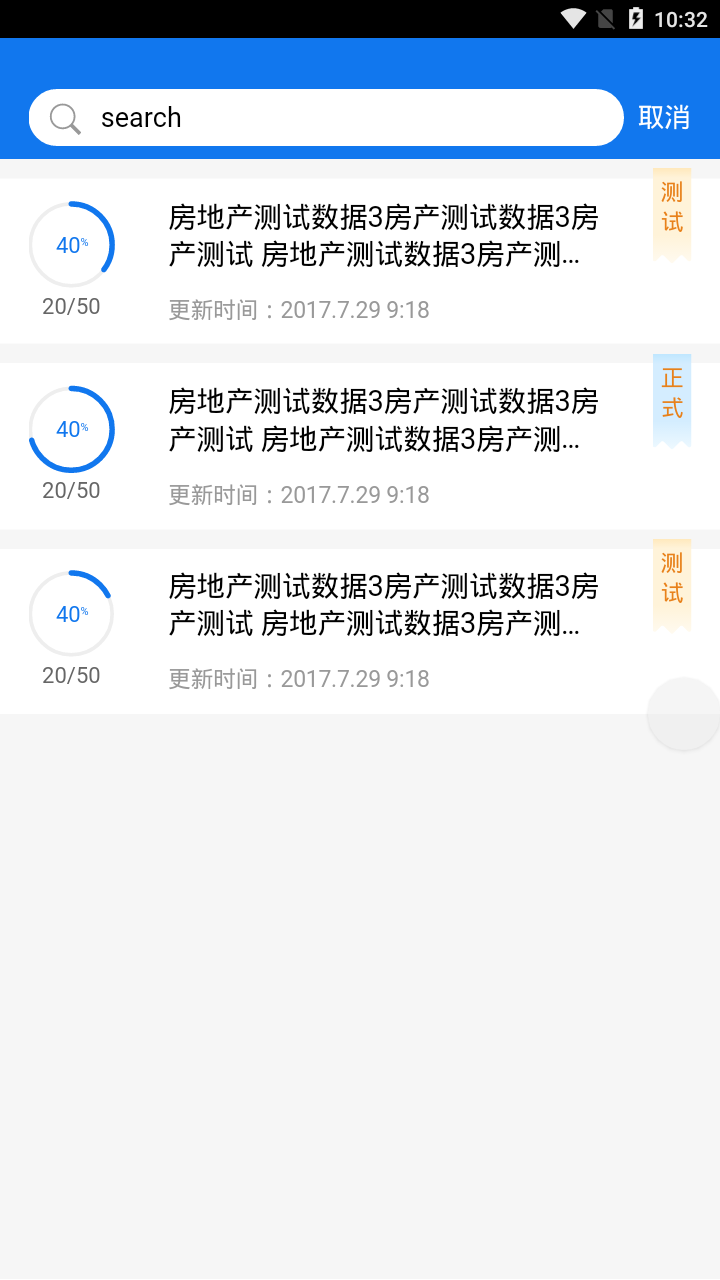 10:32
search
取消
测
试
房地产测试数据3房产测试数据3房
产测试 房地产测试数据3房产测...
40%
20/50
更新时间：2017.7.29 9:18
正
式
房地产测试数据3房产测试数据3房
产测试 房地产测试数据3房产测...
40%
20/50
更新时间：2017.7.29 9:18
测
试
房地产测试数据3房产测试数据3房
产测试 房地产测试数据3房产测...
40%
20/50
更新时间：2017.7.29 9:18